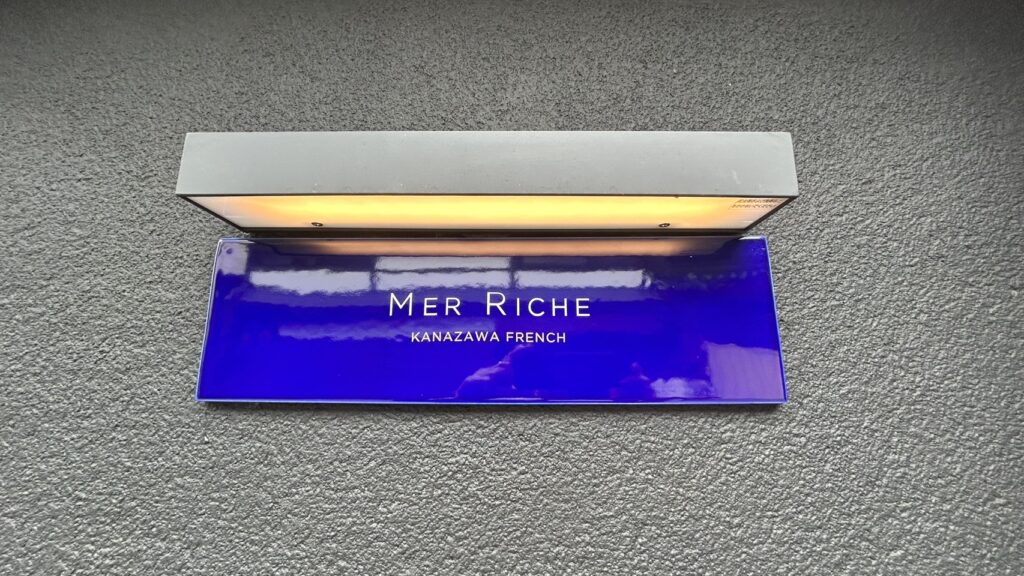 MER RICHE
KANAZAWA FRENCH